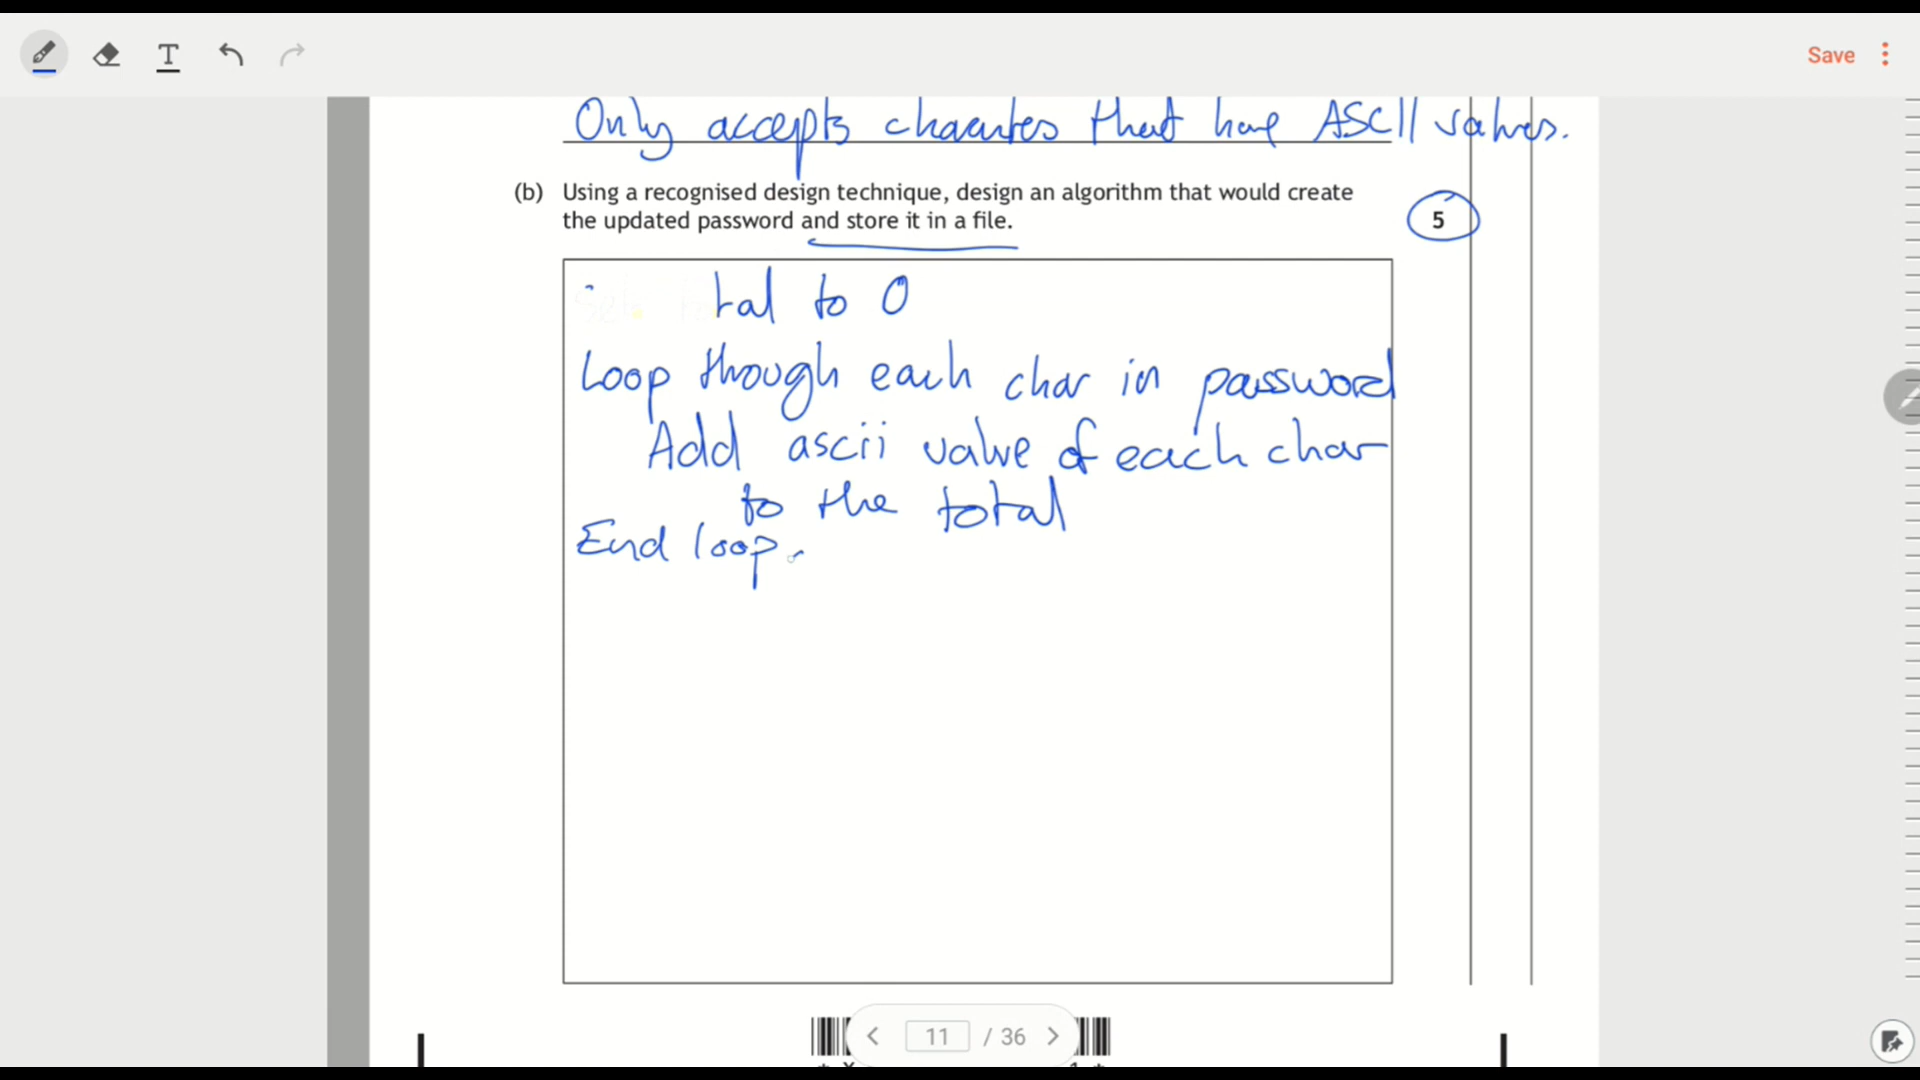 T
Save
Only accepts that have ASCII values.
(b) Using a recognised design technique, design an algorithm that would create
the updated password and store it in a file.
5
tal to 0
Loop though each char in password
Add ascii value of each char
to the total
End loop.
11 / 36